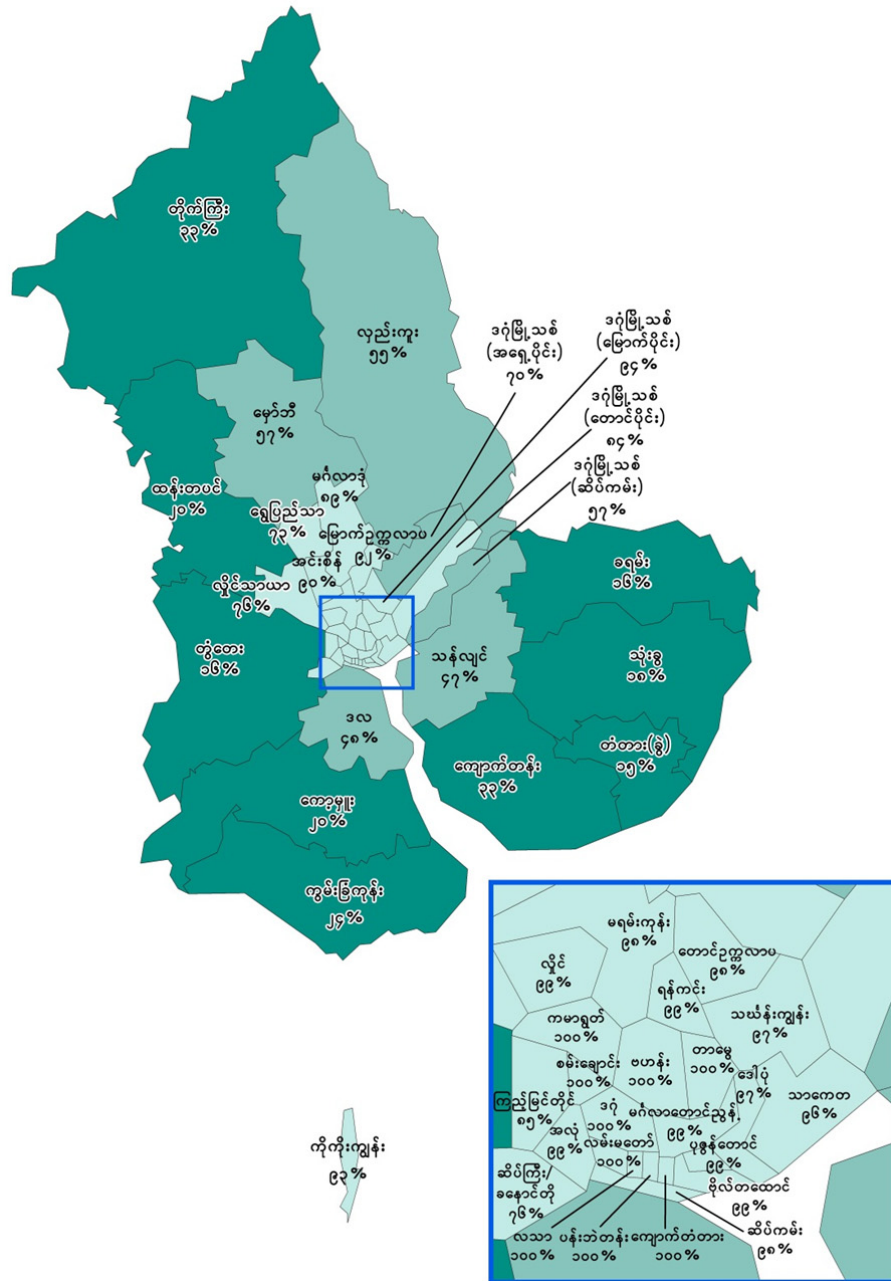 တိုက်ကြီး
၃၃%
လှည်းကူး
၅၅%
ဒဂုံမြို့သစ်
(အရှေ့ပိုင်း)
၇၀%
ဒဂုံမြို့သစ်
(မြောက်ပိုင်း)
၉၄%
ဒဂုံမြို့သစ်
(တောင်ပိုင်း)
၈၄%
ဒဂုံမြို့သစ်
(ဆိပ်ကမ်း)
၅၇%
မှော်ဘီ
၅၇%
မင်္ဂလာဒုံ
၈၉%
ထန်းတပင်
၂၀%
ရွှေပြည်သာ
၇၃%
မြောက်ဥက္ကလာပ
၉၂%
အင်းစိန်
၉၀%
လှိုင်သာယာ
၇၆%
ခရမ်း
၁၆%
တွံတေး
၁၆%
သန်လျင်
၄၇%
သုံးခွ
၁၈%
ဒလ
၄၈%
တံတား(ခွဲ)
၁၅%
ကျောက်တန်း
၃၃%
ကော့မှူး
၂၀%
ကွမ်းခြံကုန်း
၂၄%
ကိုကိုးကျွန်း
၉၃%
မရမ်းကုန်း
၉၈%
တောင်ဥက္ကလာပ
၉၈%
လှိုင်
၉၉%
ရန်ကင်း
၉၉%
သင်္ဃန်းကျွန်း
၉၇%
ကမာရွတ်
၁၀၀%
တာမွေ
၁၀၀%
စမ်းချောင်း
၁၀၀%
ဗဟန်း
၁၀၀%
ဒေါပုံ
၉၇%
သာကေတ
၉၆%
ကြည့်မြင်တိုင်
၈၅%
ဒဂုံ
၁၀၀%
မင်္ဂလာတောင်ညွန့်
၉၉%
အလုံ
၉၉%
လမ်းမတော်
၁၀၀%
ပုဇွန်တောင်
၉၉%
ဆိပ်ကြီး/
ခနောင်တို
၇၆%
ဗိုလ်တထောင်
၉၉%
လသာ
၁၀၀%
ပန်းဘဲတန်း
၁၀၀%
ကျောက်တံတား
၁၀၀%
ဆိပ်ကမ်း
၉၈%